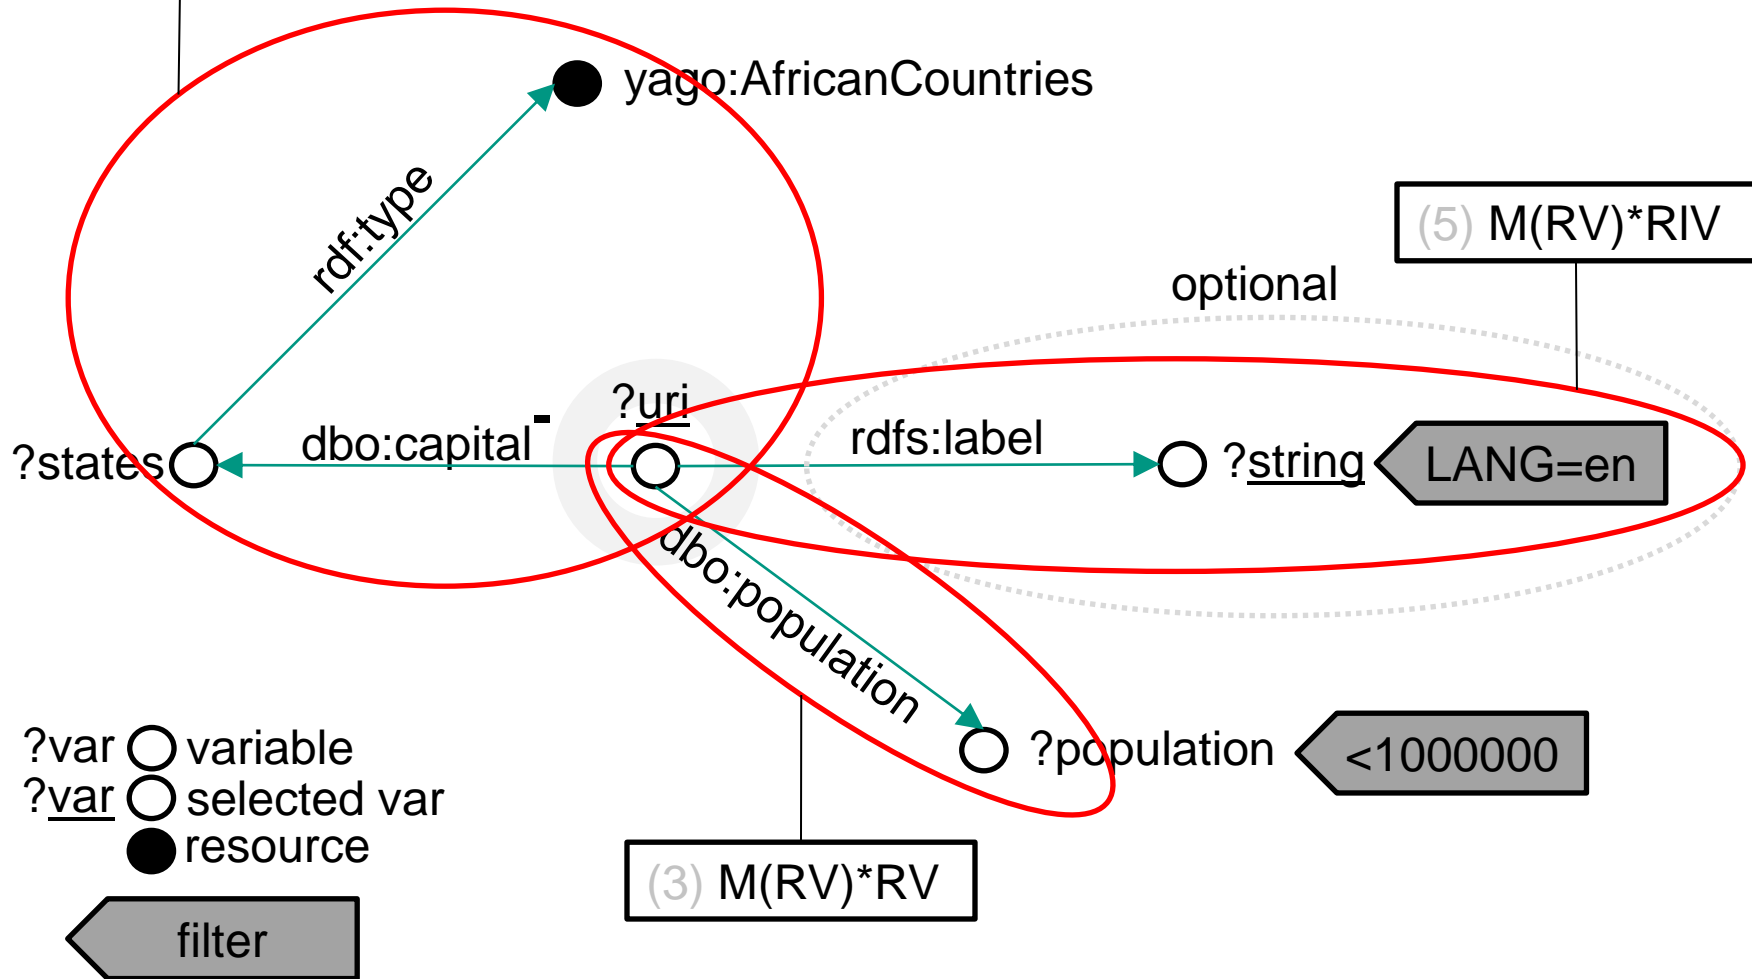 yago:AfricanCountries
rdf:type
(5) M(RV)*RIV
optional
?uri
?states
dbo:capital-
rdfs:label
?string
LANG=en
dbo:population
?population
<1000000
?var variable
?var selected var
resource
(3) M(RV)*RV
filter